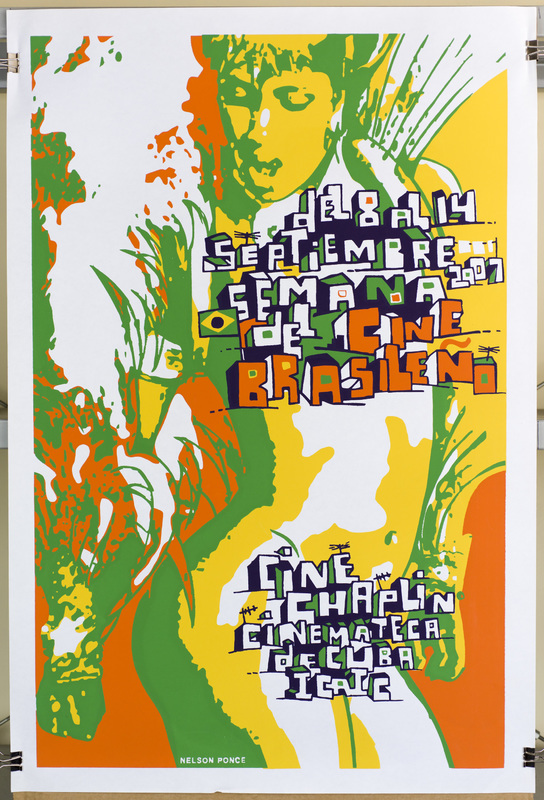 del 8 al 14
SEPTIEMBRE
2007
SEMANA
del CINE
BRASILEÑO
CINE
CHAPLIN
CINEMATECA
de CUBA
ICAIC
NELSON PONCE